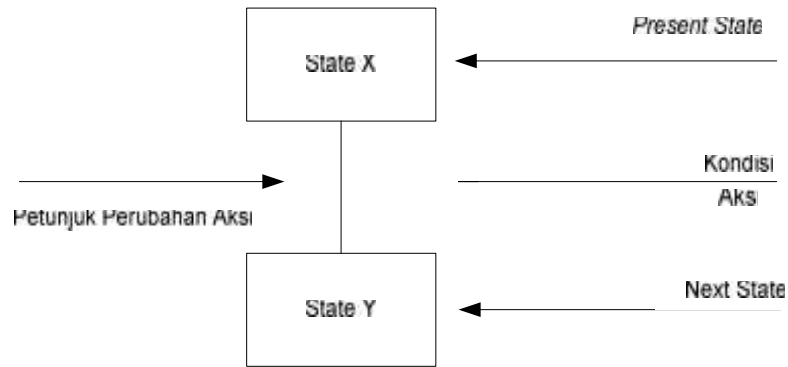 Present State
State X
Kondisi
Aksi
Petunjuk Perubahan Aksi
Next State
State Y